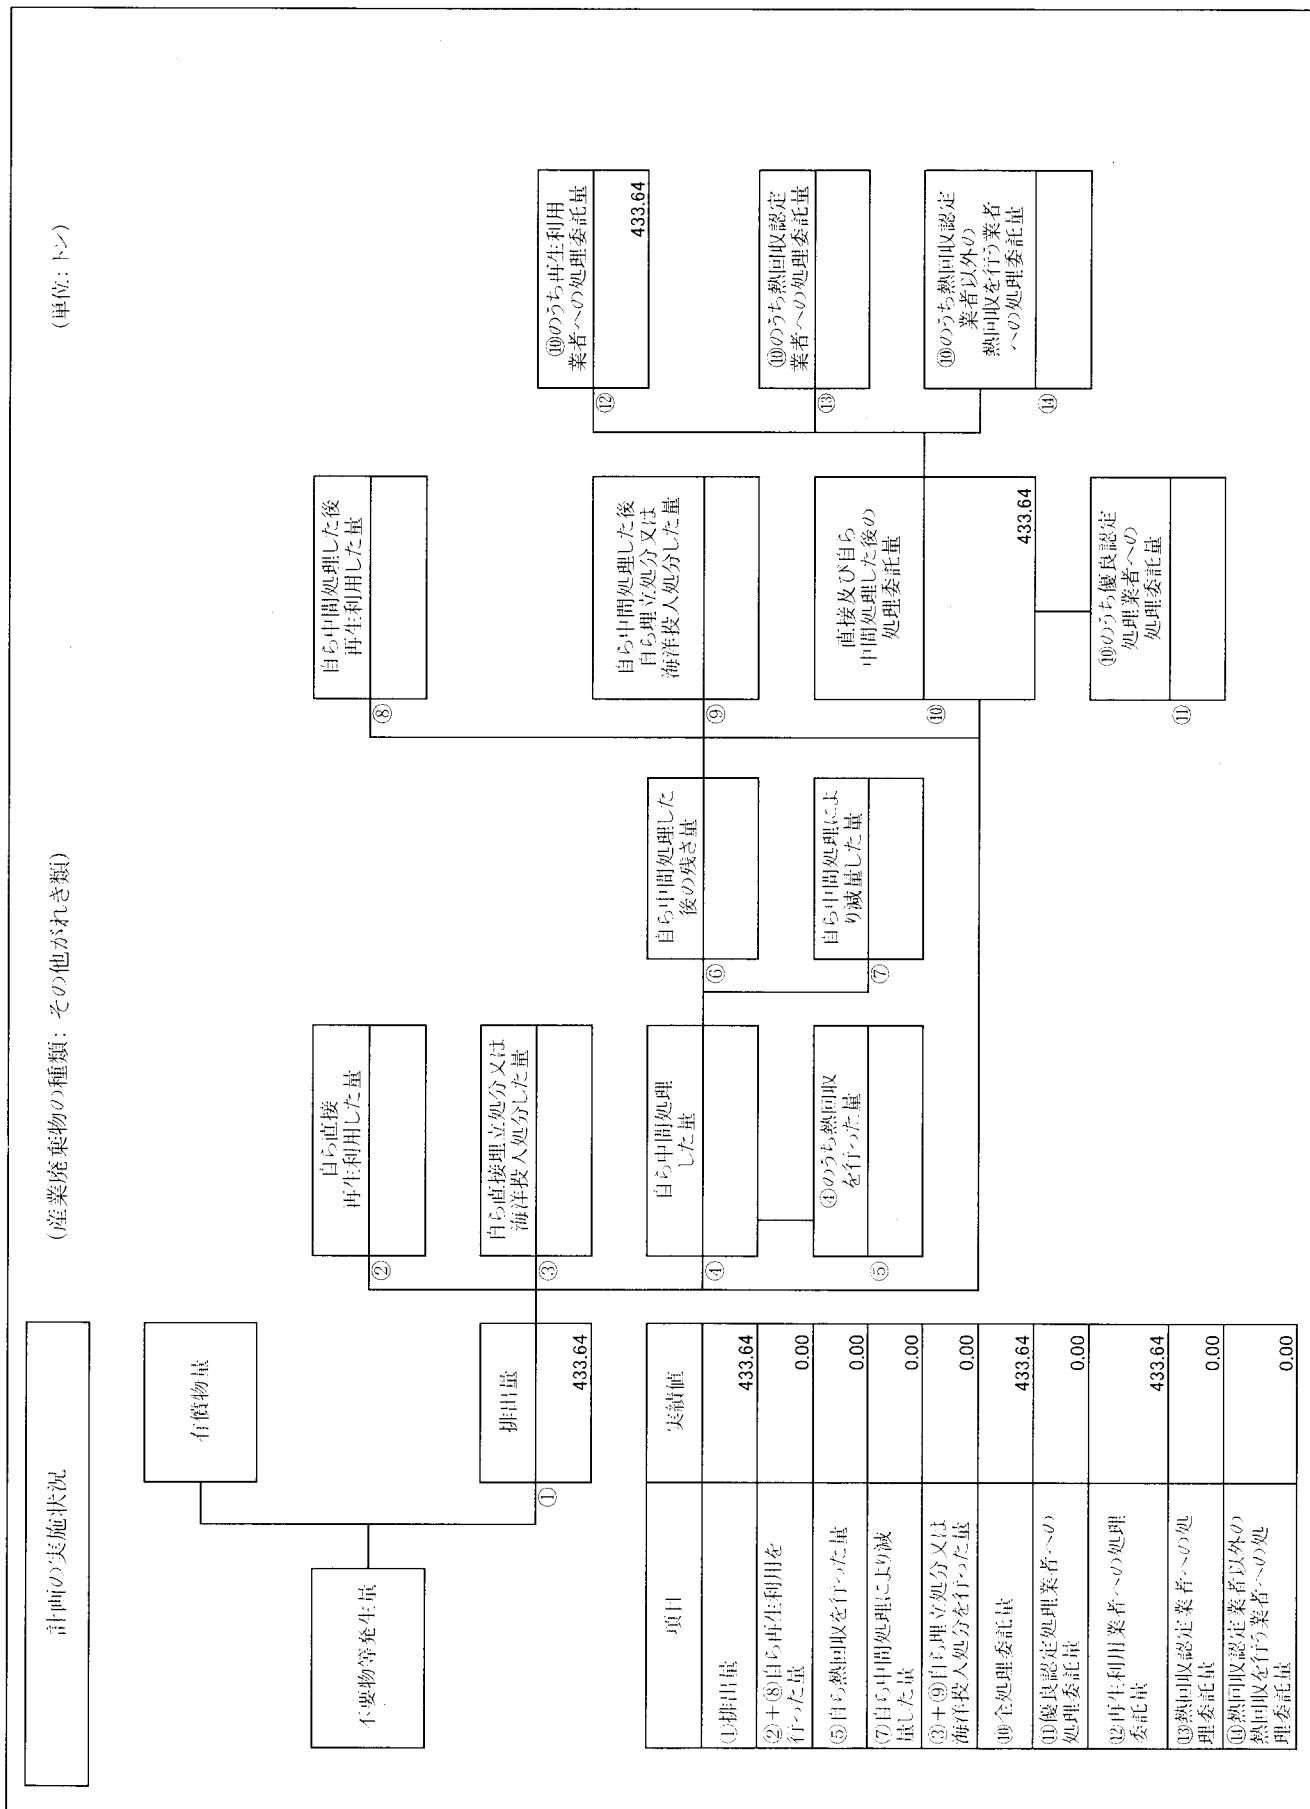 計画の実施状況
(産業廃棄物の種類: その他がれき類)
(単位: トン)
不要物等発生量
有償物量
①
排出量
433.64
②
自ら直接
再生利用した量
③
自ら直接埋立処分又は
海洋投入処分した量
④
自ら中間処理
した量
⑤
④のうち熱回収
を行った量
⑥
自ら中間処理した
後の残さ量
⑦
自ら中間処理によ
り減量した量
⑧
自ら中間処理した後
再生利用した量
⑨
自ら中間処理した後
自ら埋立処分又は
海洋投入処分した量
⑩
直接及び自ら
中間処理した後の
処理委託量
433.64
⑪
⑩のうち優良認定
処理業者への
処理委託量
⑫
⑩のうち再生利用
業者への処理委託量
433.64
⑬
⑩のうち熱回収認定
業者への処理委託量
⑭
⑩のうち熱回収認定
業者以外の
熱回収を行う業者
への処理委託量
項目 実績値
①排出量 433.64
②+⑧自ら再生利用を
行った量 0.00
⑤自ら熱回収を行った量 0.00
⑦自ら中間処理により減
量した量 0.00
③+⑨自ら埋立処分又は
海洋投入処分を行った量 0.00
⑩全処理委託量 433.64
⑪優良認定処理業者への
処理委託量 0.00
⑫再生利用業者への処理
委託量 433.64
⑬熱回収認定業者への処
理委託量 0.00
⑭熱回収認定業者以外の
熱回収を行う業者への処
理委託量 0.00